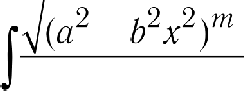 ∫ √(a² b²x²)ᵐ